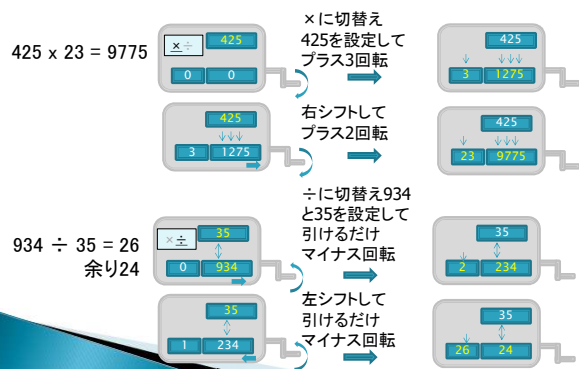 425 x 23 = 9775
×÷
425
0 0
×に切替え
425を設定して
プラス3回転
425
3 1275
425
3 1275
右シフトして
プラス2回転
425
23 9775
934 ÷ 35 = 26
余り24
×÷
35
0 934
÷に切替え934
と35を設定して
引けるだけ
マイナス回転
35
2 234
35
1 234
左シフトして
引けるだけ
マイナス回転
35
26 24